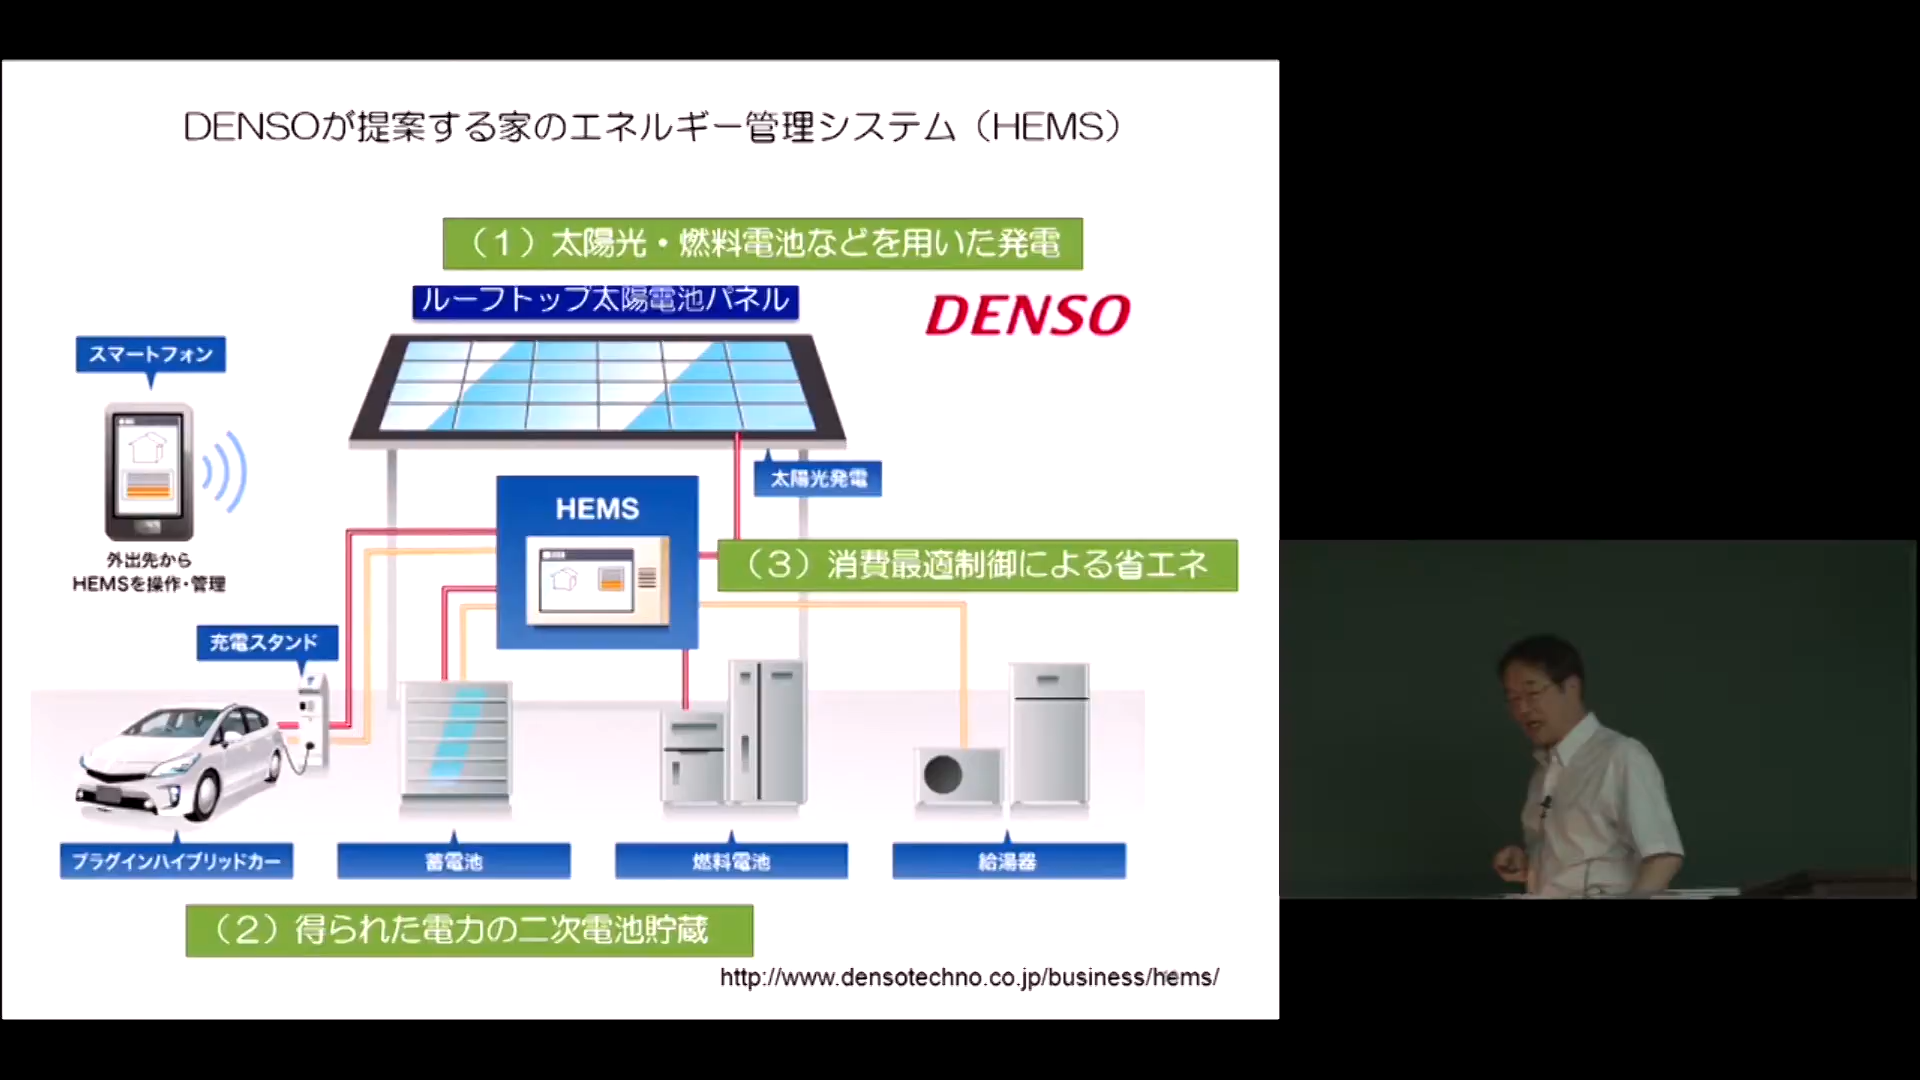 DENSOが提案する家のエネルギー管理システム（HEMS）
（1）太陽光・燃料電池などを用いた発電
ルーフトップ太陽電池パネル
DENSO
スマートフォン
外出先から
HEMSを操作・管理
太陽光発電
HEMS
（3）消費最適制御による省エネ
充電スタンド
プラグインハイブリッドカー
蓄電池
燃料電池
給湯器
（2）得られた電力の二次電池貯蔵
http://www.densotechno.co.jp/business/hems/